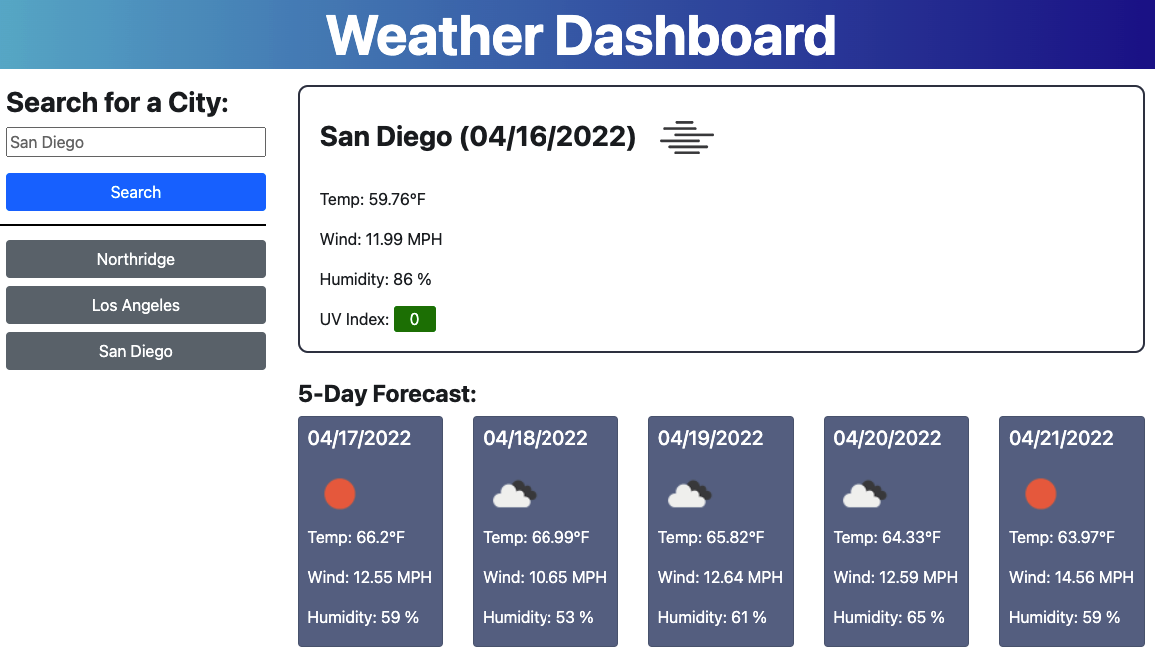 Weather Dashboard
Search for a City:
San Diego
Search
Northridge
Los Angeles
San Diego
San Diego (04/16/2022)
Temp: 59.76°F
Wind: 11.99 MPH
Humidity: 86 %
UV Index: 0
5-Day Forecast:
04/17/2022
Temp: 66.2°F
Wind: 12.55 MPH
Humidity: 59 %
04/18/2022
Temp: 66.99°F
Wind: 10.65 MPH
Humidity: 53 %
04/19/2022
Temp: 65.82°F
Wind: 12.64 MPH
Humidity: 61 %
04/20/2022
Temp: 64.33°F
Wind: 12.59 MPH
Humidity: 65 %
04/21/2022
Temp: 63.97°F
Wind: 14.56 MPH
Humidity: 59 %